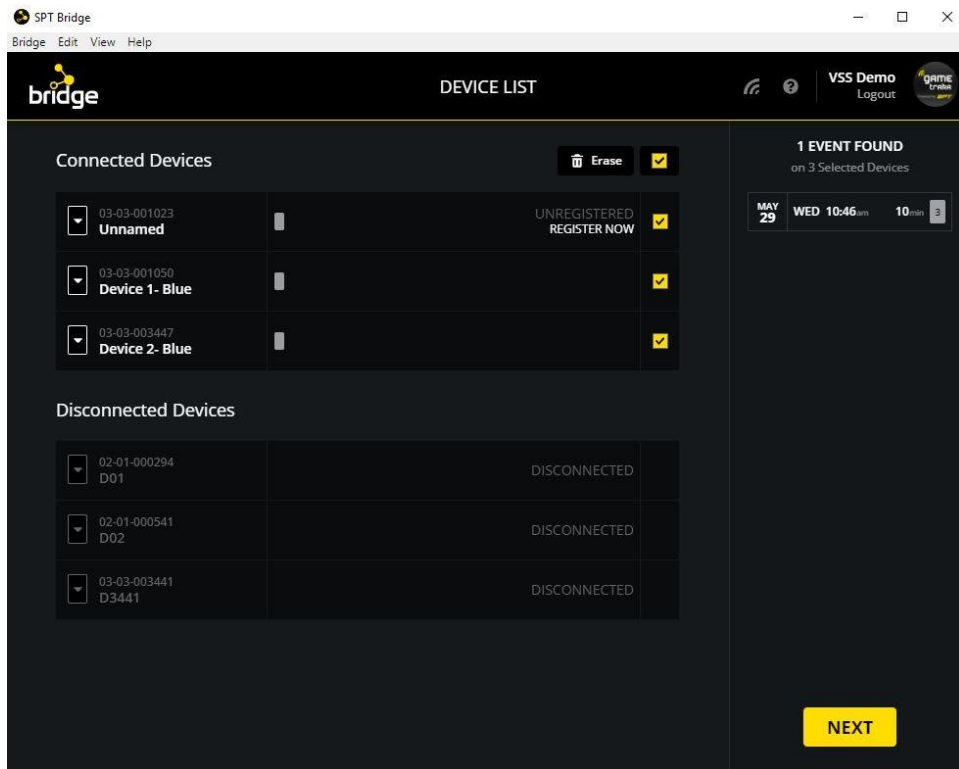 SPT Bridge
Bridge Edit View Help
bridge
DEVICE LIST
VSS Demo
Logout
game
traka
Connected Devices
Erase
03-03-001023
Unnamed
UNREGISTERED
REGISTER NOW
03-03-001050
Device 1- Blue
03-03-003447
Device 2- Blue
Disconnected Devices
02-01-000294
D01
DISCONNECTED
02-01-000541
D02
DISCONNECTED
03-03-003441
D3441
DISCONNECTED
1 EVENT FOUND
on 3 Selected Devices
MAY
29
WED 10:46am 10min 3
NEXT